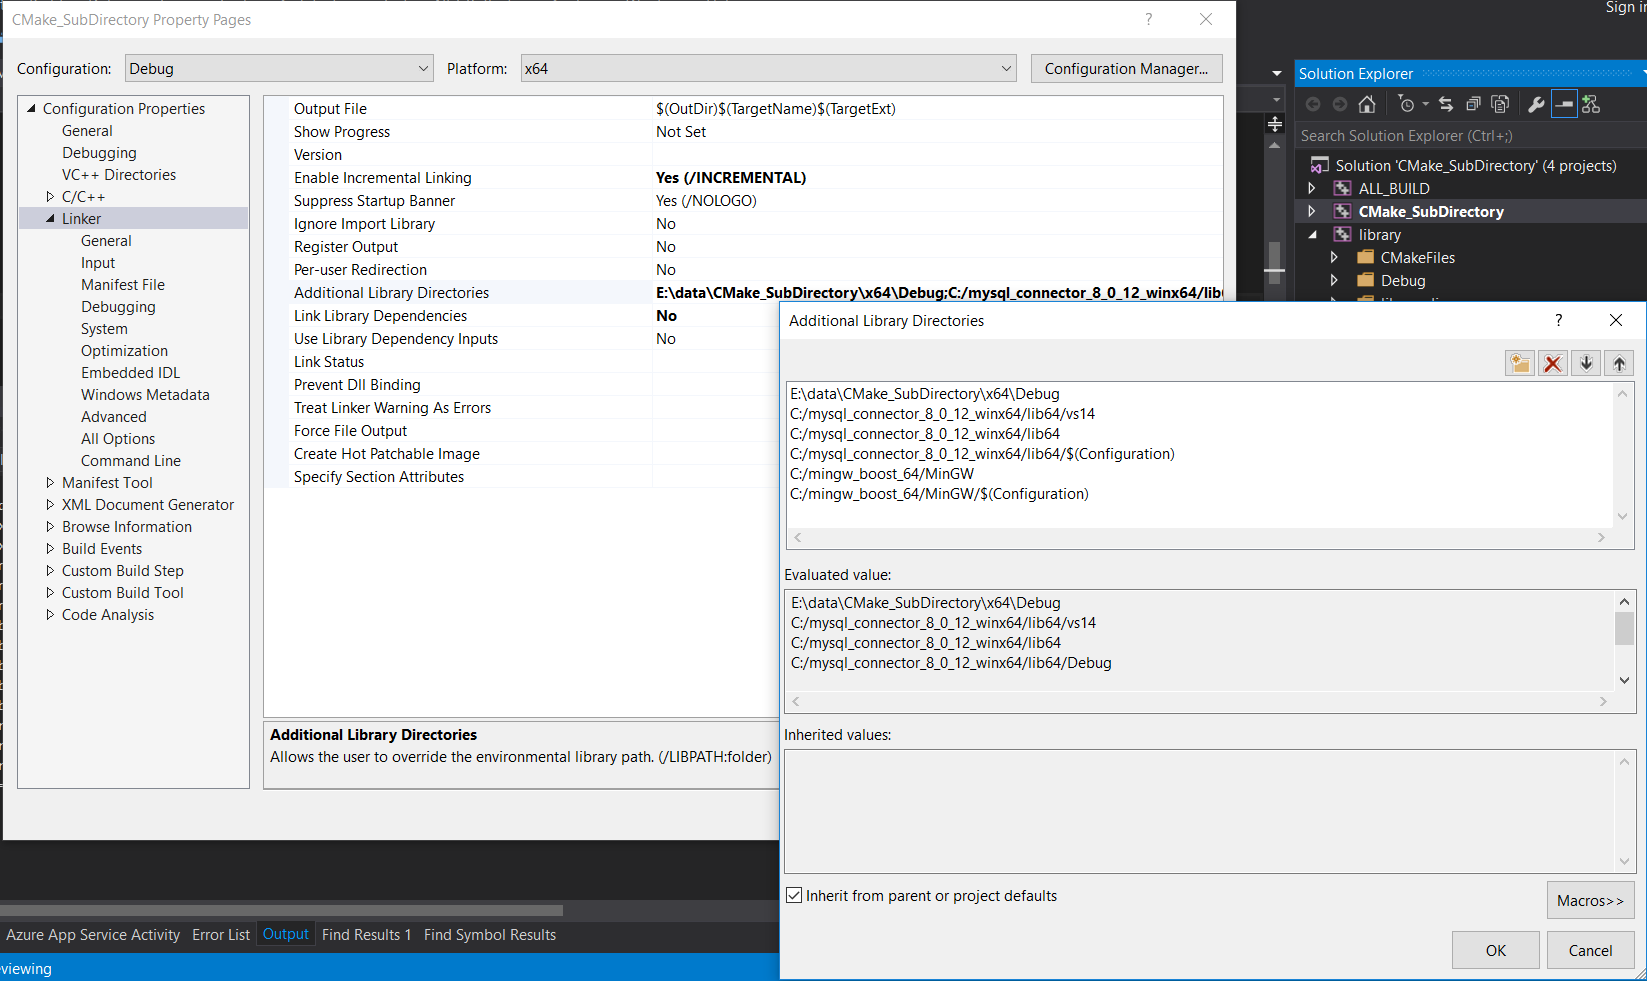 CMake_SubDirectory Property Pages
?
Sign in
Configuration:
Debug
Platform:
x64
Configuration Manager...
Configuration Properties
General
Debugging
VC++ Directories
C/C++
Linker
General
Input
Manifest File
Debugging
System
Optimization
Embedded IDL
Windows Metadata
Advanced
All Options
Command Line
Manifest Tool
XML Document Generator
Browse Information
Build Events
Custom Build Step
Custom Build Tool
Code Analysis
Output File $(OutDir)$(TargetName)$(TargetExt)
Show Progress Not Set
Version
Enable Incremental Linking Yes (/INCREMENTAL)
Suppress Startup Banner Yes (/NOLOGO)
Ignore Import Library No
Register Output No
Per-user Redirection No
Additional Library Directories E:\data\CMake_SubDirectory\x64\Debug;C:/mysql_connector_8_0_12_winx64/lib6
Link Library Dependencies No
Use Library Dependency Inputs No
Link Status
Prevent Dll Binding
Treat Linker Warning As Errors
Force File Output
Create Hot Patchable Image
Specify Section Attributes
Additional Library Directories
Allows the user to override the environmental library path. (/LIBPATH:folder)
Solution Explorer
Search Solution Explorer (Ctrl+;)
Solution 'CMake_SubDirectory' (4 projects)
ALL_BUILD
CMake_SubDirectory
library
CMakeFiles
Debug
Additional Library Directories
?
E:\data\CMake_SubDirectory\x64\Debug
C:/mysql_connector_8_0_12_winx64/lib64/vs14
C:/mysql_connector_8_0_12_winx64/lib64
C:/mysql_connector_8_0_12_winx64/lib64/$(Configuration)
C:/mingw_boost_64/MinGW
C:/mingw_boost_64/MinGW/$(Configuration)
Evaluated value:
E:\data\CMake_SubDirectory\x64\Debug
C:/mysql_connector_8_0_12_winx64/lib64/vs14
C:/mysql_connector_8_0_12_winx64/lib64
C:/mysql_connector_8_0_12_winx64/lib64/Debug
Inherited values:
Inherit from parent or project defaults
Macros>>
OK
Cancel
Azure App Service Activity Error List Output Find Results 1 Find Symbol Results
viewing